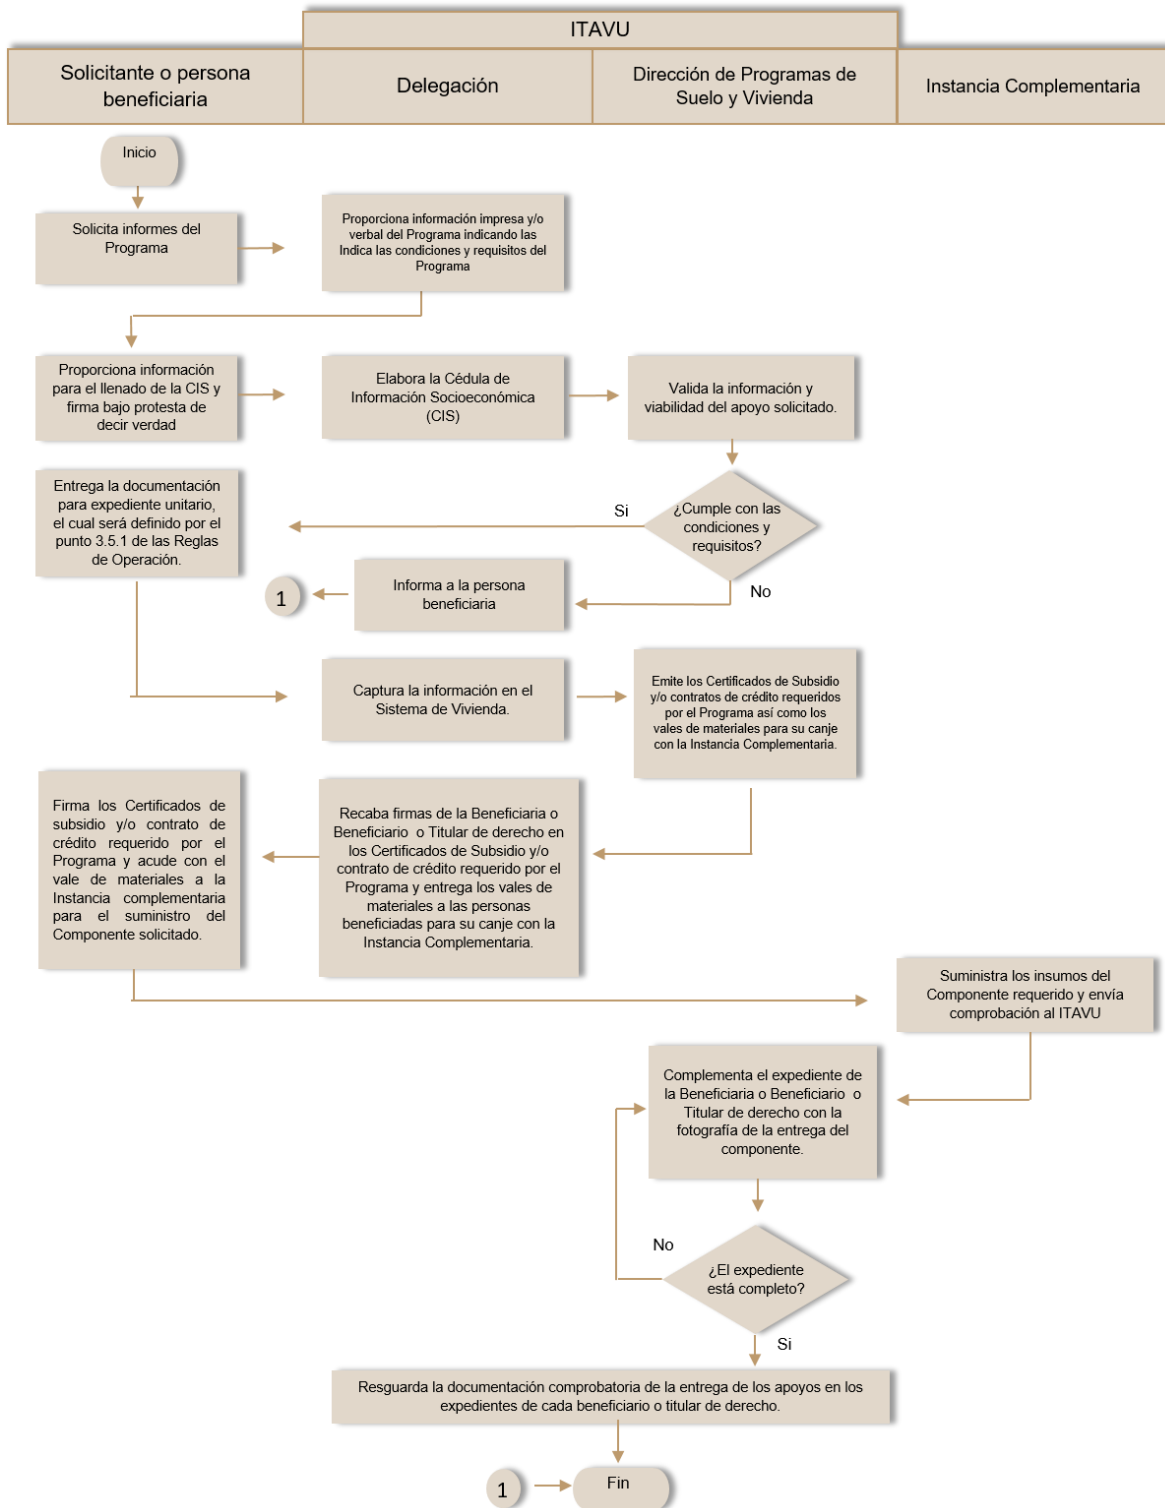 ITAVU
Solicitante o persona
beneficiaria
Delegación
Dirección de Programas de
Suelo y Vivienda
Instancia Complementaria
Inicio
Solicita informes del
Programa
Proporciona información impresa y/o
verbal del Programa indicando las
Indica las condiciones y requisitos del
Programa
Proporciona información
para el llenado de la CIS y
firma bajo protesta de
decir verdad
Elabora la Cédula de
Información Socioeconómica
(CIS)
Valida la información y
viabilidad del apoyo solicitado.
¿Cumple con las
condiciones y
requisitos?
Si
No
Entrega la documentación
para expediente unitario,
el cual será definido por el
punto 3.5.1 de las Reglas
de Operación.
Informa a la persona
beneficiaria
1
Captura la información en el
Sistema de Vivienda.
Emite los Certificados de Subsidio
y/o contratos de crédito requeridos
por el Programa así como los
vales de materiales para su canje
con la Instancia Complementaria.
Recaba firmas de la Beneficiaria o
Beneficiario o Titular de derecho en
los Certificados de Subsidio y/o
contrato de crédito requerido por el
Programa y entrega los vales de
materiales a las personas
beneficiadas para su canje con la
Instancia Complementaria.
Firma los Certificados de
subsidio y/o contrato de
crédito requerido por el
Programa y acude con el
vale de materiales a la
Instancia complementaria
para el suministro del
Componente solicitado.
Suministra los insumos del
Componente requerido y envía
comprobación al ITAVU
Complementa el expediente de
la Beneficiaria o Beneficiario o
Titular de derecho con la
fotografía de la entrega del
componente.
No
¿El expediente
está completo?
Si
Resguarda la documentación comprobatoria de la entrega de los apoyos en los
expedientes de cada beneficiario o titular de derecho.
1
Fin